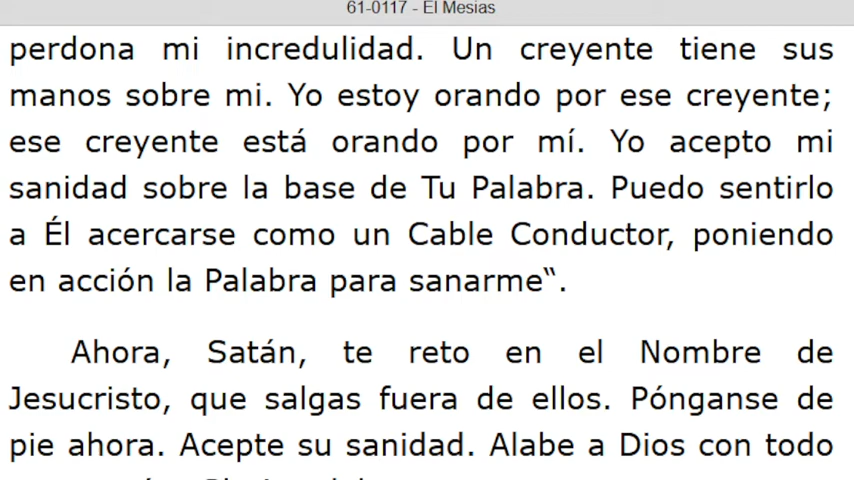 61-0117 - El Mesias
perdona mi incredulidad. Un creyente tiene sus
manos sobre mi. Yo estoy orando por ese creyente;
ese creyente está orando por mí. Yo acepto mi
sanidad sobre la base de Tu Palabra. Puedo sentirlo
a Él acercarse como un Cable Conductor, poniendo
en acción la Palabra para sanarme“.
Ahora, Satán, te reto en el Nombre de
Jesucristo, que salgas fuera de ellos. Pónganse de
pie ahora. Acepte su sanidad. Alabe a Dios con todo